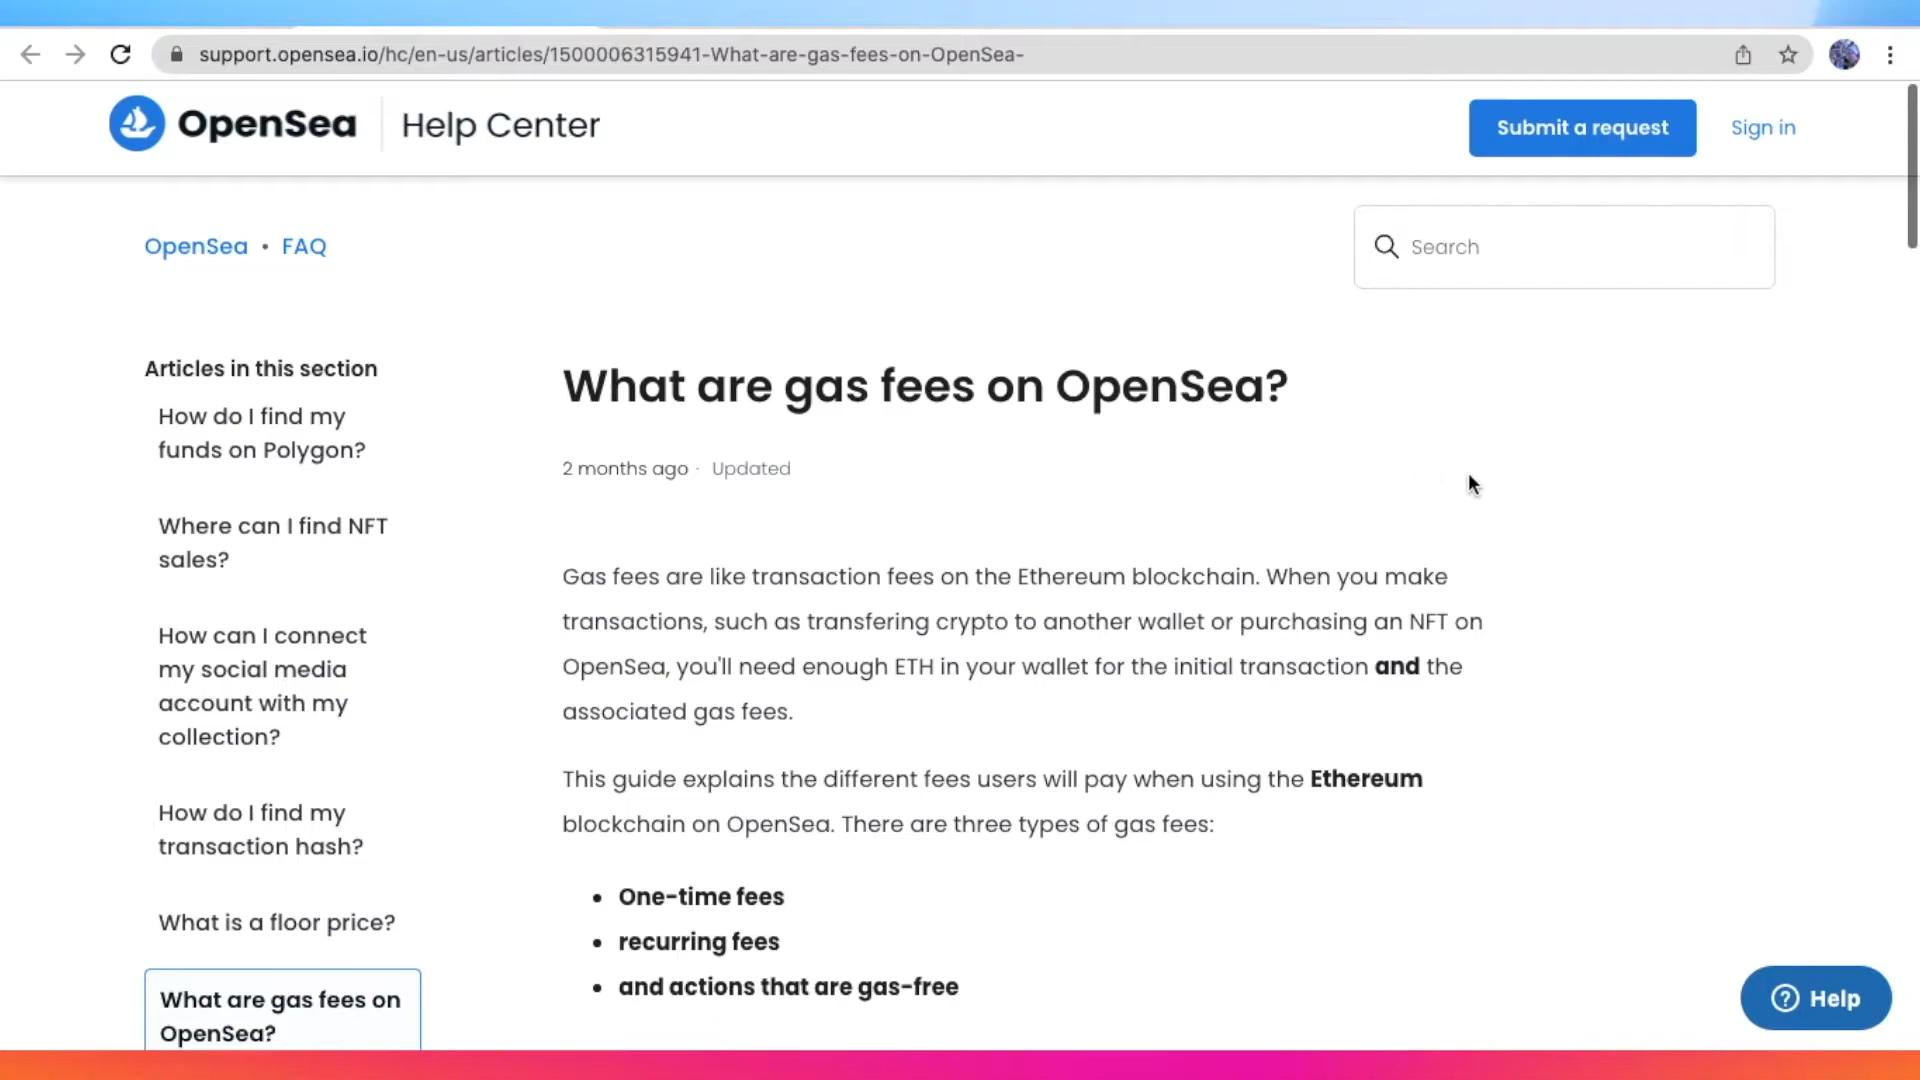 support.opensea.io/hc/en-us/articles/1500006315941-What-are-gas-fees-on-OpenSea-
OpenSea
Help Center
Submit a request
Sign in
OpenSea • FAQ
Search
Articles in this section
How do I find my
funds on Polygon?
Where can I find NFT
sales?
How can I connect
my social media
account with my
collection?
How do I find my
transaction hash?
What is a floor price?
What are gas fees on
OpenSea?
What are gas fees on OpenSea?
2 months ago · Updated
Gas fees are like transaction fees on the Ethereum blockchain. When you make
transactions, such as transfering crypto to another wallet or purchasing an NFT on
OpenSea, you'll need enough ETH in your wallet for the initial transaction and the
associated gas fees.
This guide explains the different fees users will pay when using the Ethereum
blockchain on OpenSea. There are three types of gas fees:
• One-time fees
• recurring fees
• and actions that are gas-free
Help